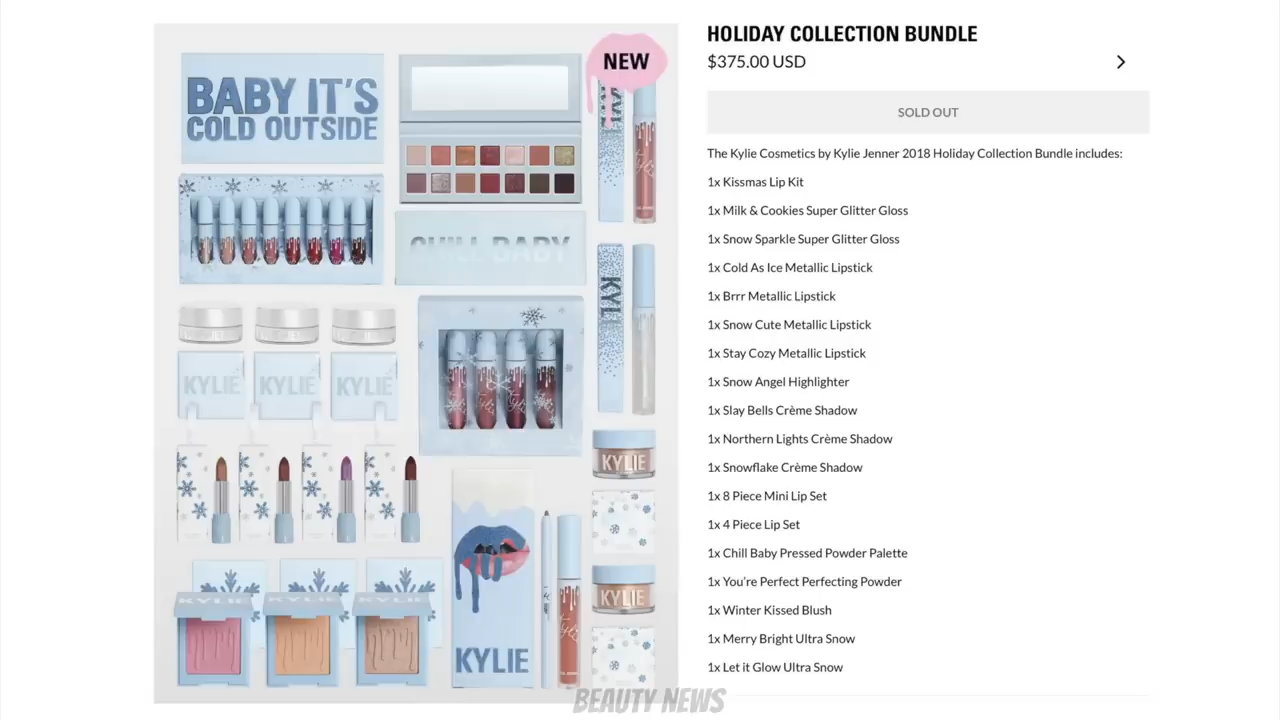 BABY IT'S
COLD OUTSIDE
NEW
CHILL BABY
KYLIE
KYLIE
KYLIE
KYLIE
KYLIE
KYLIE
BEAUTY NEWS
HOLIDAY COLLECTION BUNDLE
$375.00 USD
SOLD OUT
The Kylie Cosmetics by Kylie Jenner 2018 Holiday Collection Bundle includes:
1x Kissmas Lip Kit
1x Milk & Cookies Super Glitter Gloss
1x Snow Sparkle Super Glitter Gloss
1x Cold As Ice Metallic Lipstick
1x Brrr Metallic Lipstick
1x Snow Cute Metallic Lipstick
1x Stay Cozy Metallic Lipstick
1x Snow Angel Highlighter
1x Slay Bells Crème Shadow
1x Northern Lights Crème Shadow
1x Snowflake Crème Shadow
1x 8 Piece Mini Lip Set
1x 4 Piece Lip Set
1x Chill Baby Pressed Powder Palette
1x You're Perfect Perfecting Powder
1x Winter Kissed Blush
1x Merry Bright Ultra Snow
1x Let it Glow Ultra Snow